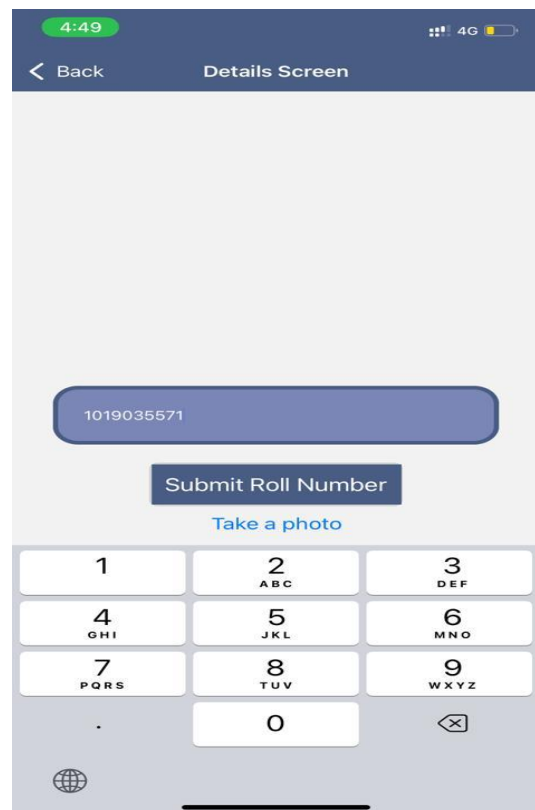 4:49 4G
Back Details Screen
1019035571
Submit Roll Number
Take a photo
1 2 3
ABC DEF
4 5 6
GHI JKL MNO
7 8 9
PQRS TUV WXYZ
. 0